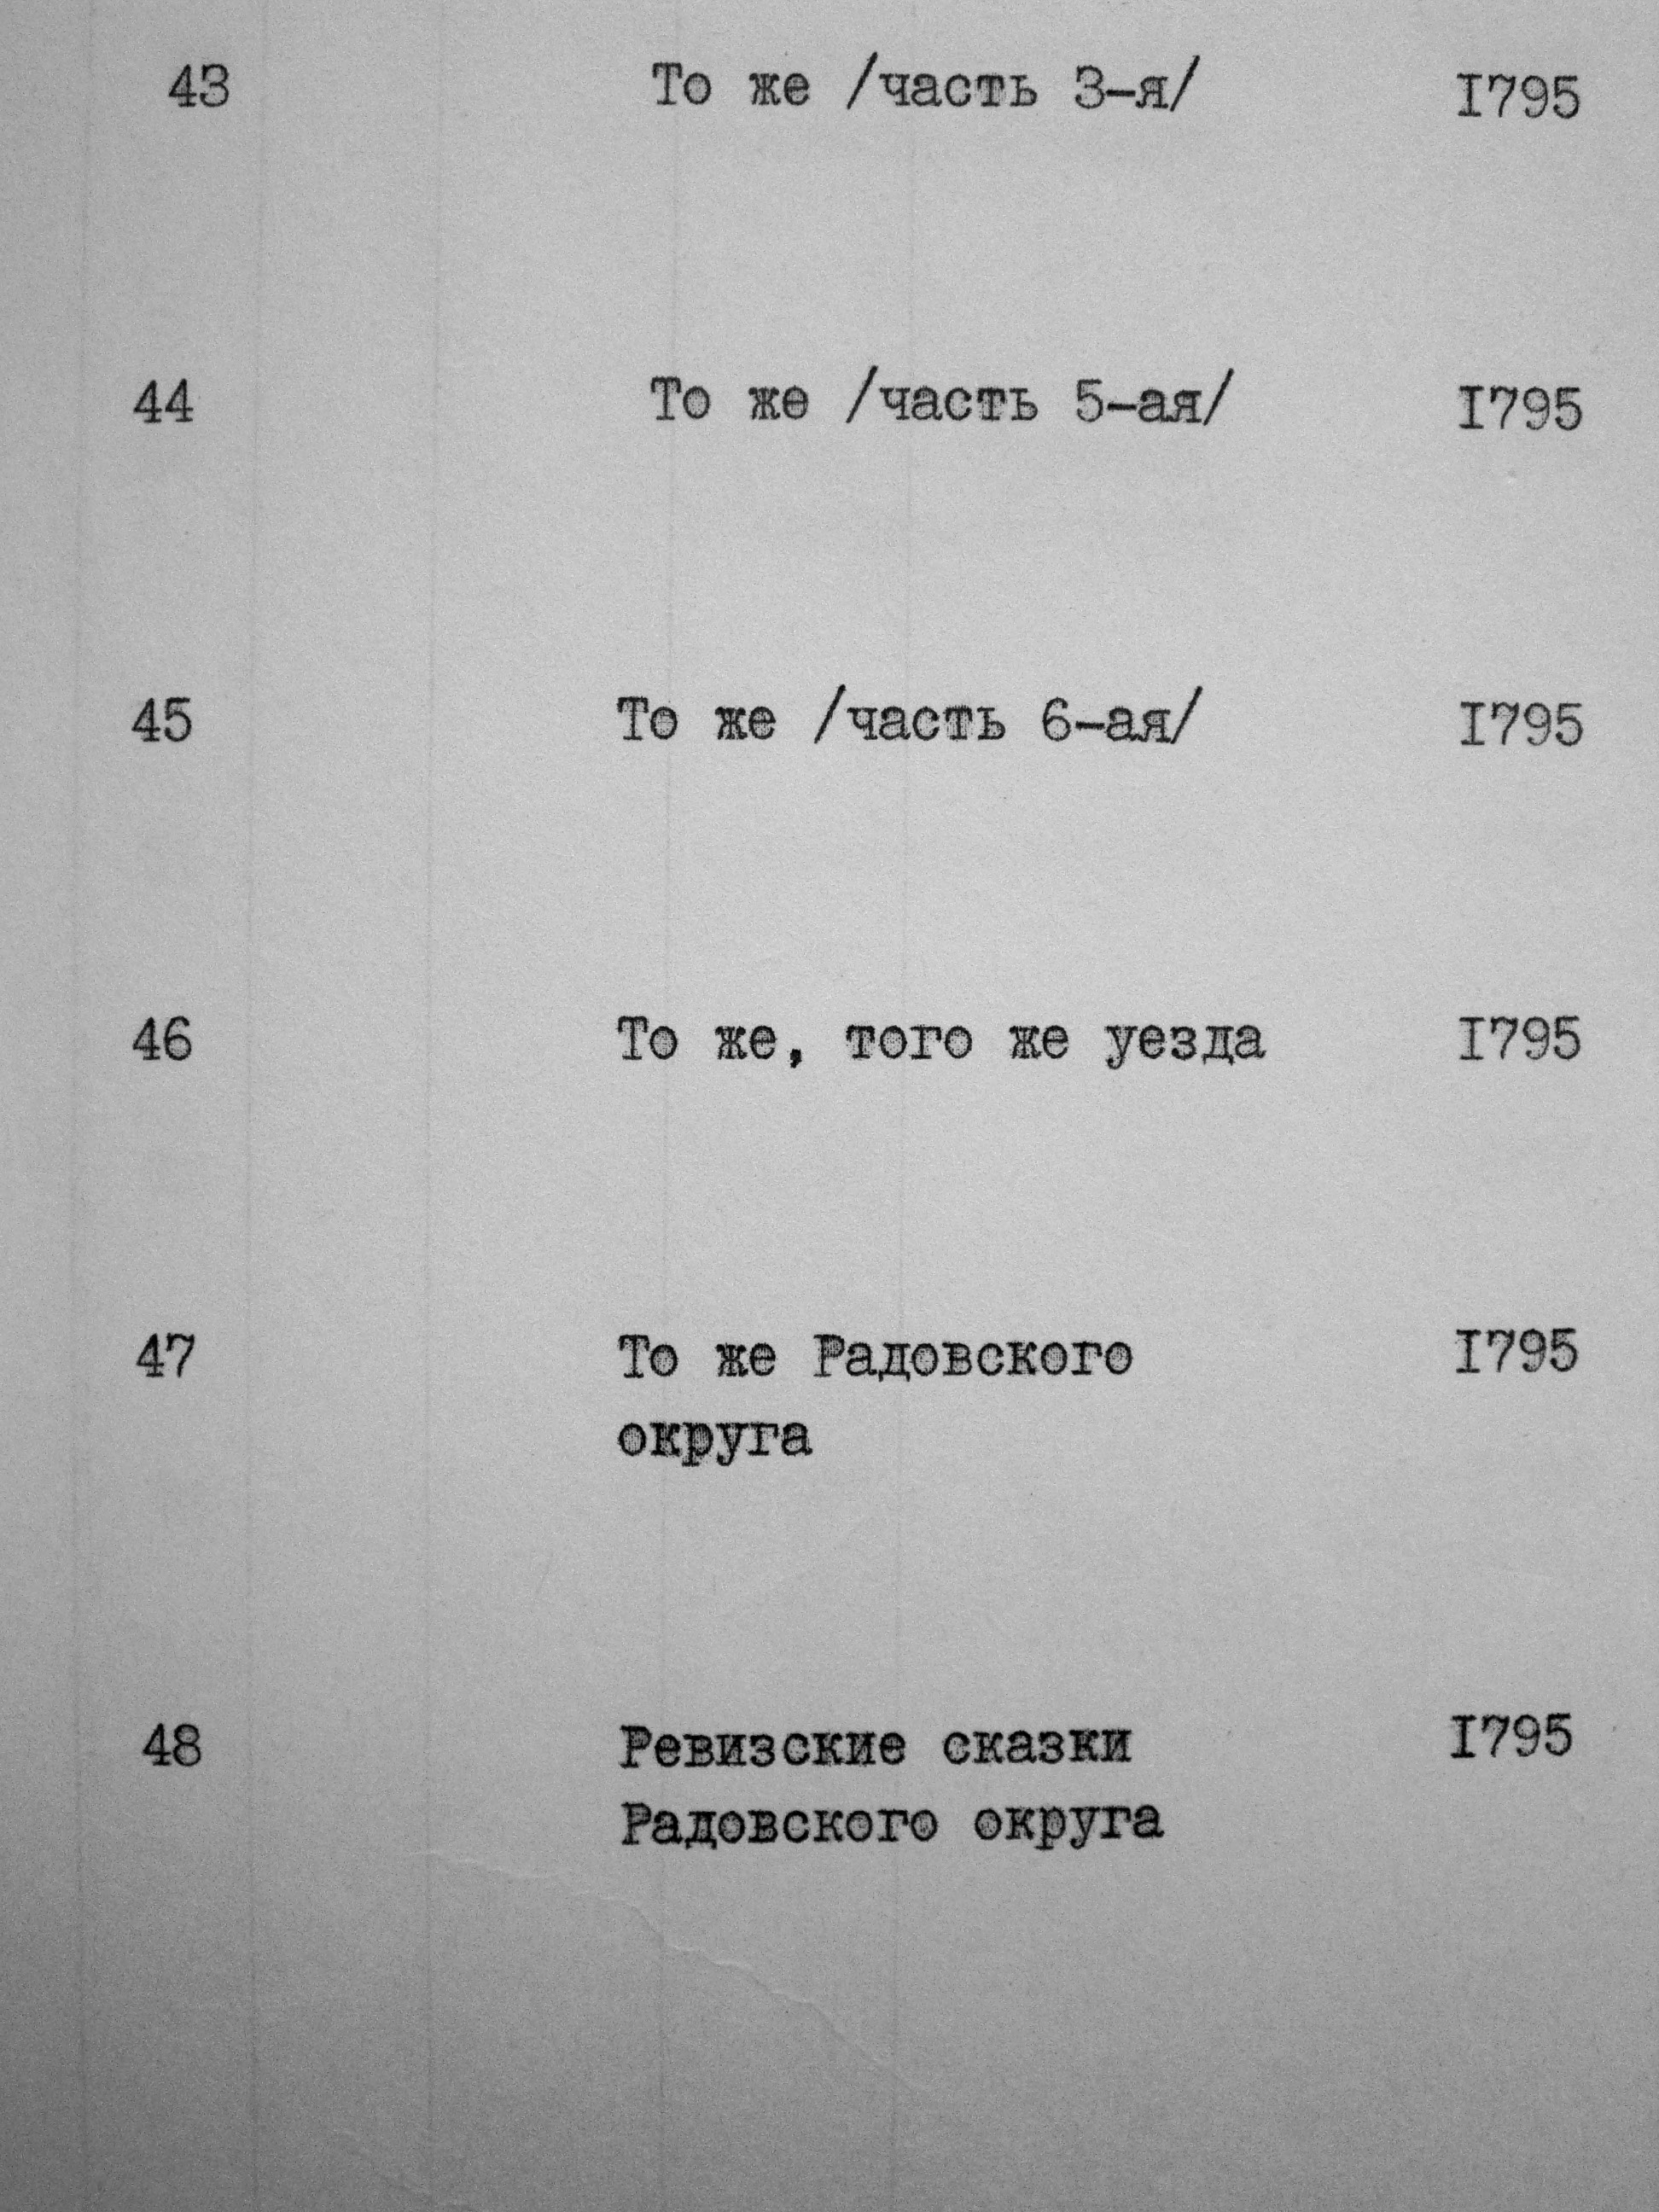 43 То же /часть 3-я/ I795
44 То же /часть 5-ая/ I795
45 То же /часть 6-ая/ I795
46 То же, того же уезда I795
47 То же Радовского I795
округа
48 Ревизские сказки I795
Радовского округа